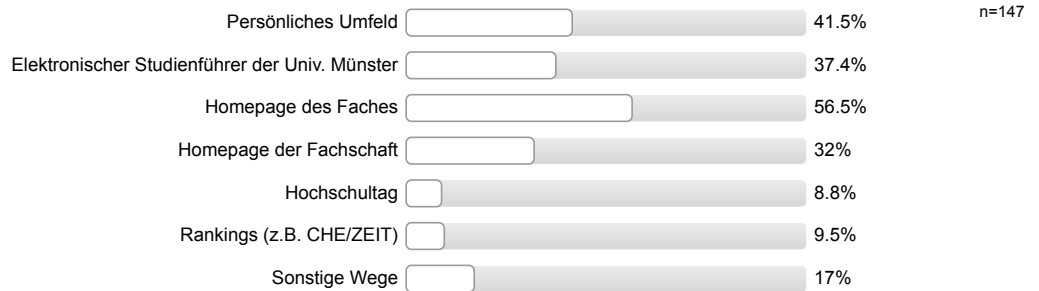 Persönliches Umfeld 41.5% n=147
Elektronischer Studienführer der Univ. Münster 37.4%
Homepage des Faches 56.5%
Homepage der Fachschaft 32%
Hochschultag 8.8%
Rankings (z.B. CHE/ZEIT) 9.5%
Sonstige Wege 17%